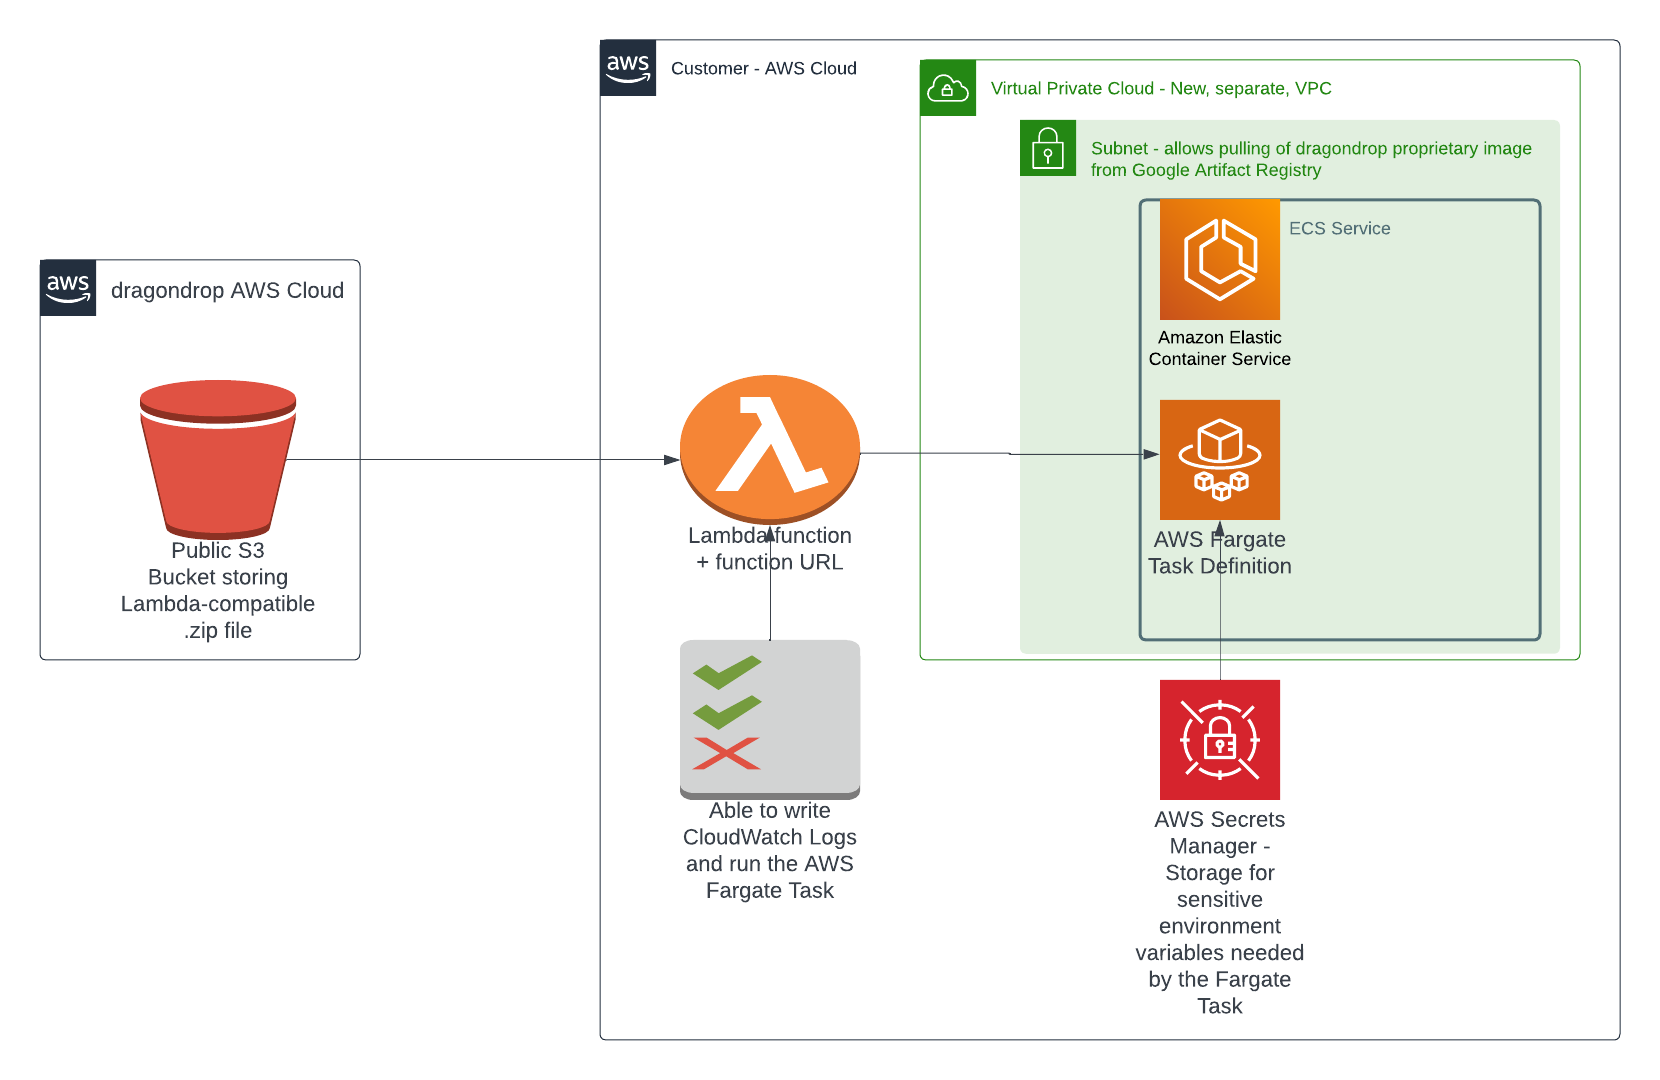 aws
Customer - AWS Cloud
Virtual Private Cloud - New, separate, VPC
Subnet - allows pulling of dragondrop proprietary image
from Google Artifact Registry
ECS Service
Amazon Elastic
Container Service
aws
dragondrop AWS Cloud
Public S3
Bucket storing
Lambda-compatible
.zip file
Lambda function
+ function URL
AWS Fargate
Task Definition
Able to write
CloudWatch Logs
and run the AWS
Fargate Task
AWS Secrets
Manager -
Storage for
sensitive
environment
variables needed
by the Fargate
Task